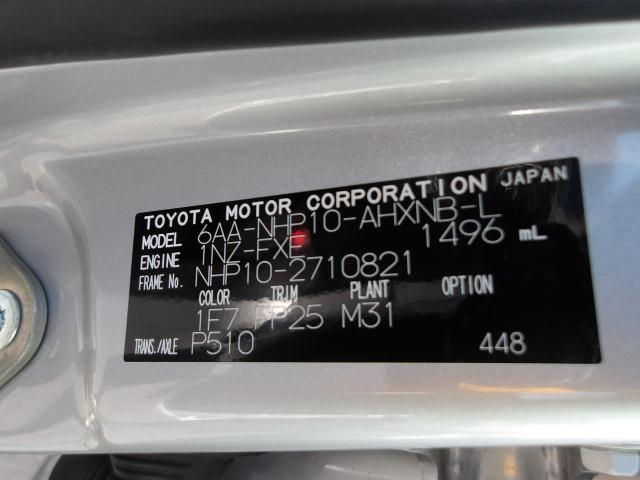 TOYOTA MOTOR CORPORATION JAPAN
MODEL 6AA-NHP10-AHXNB-L
ENGINE 1NZ-FXE 1496 mL
FRAME No. NHP10-2710821
COLOR TRIM PLANT OPTION
1F7 FP25 M31
TRANS./AXLE P510 448